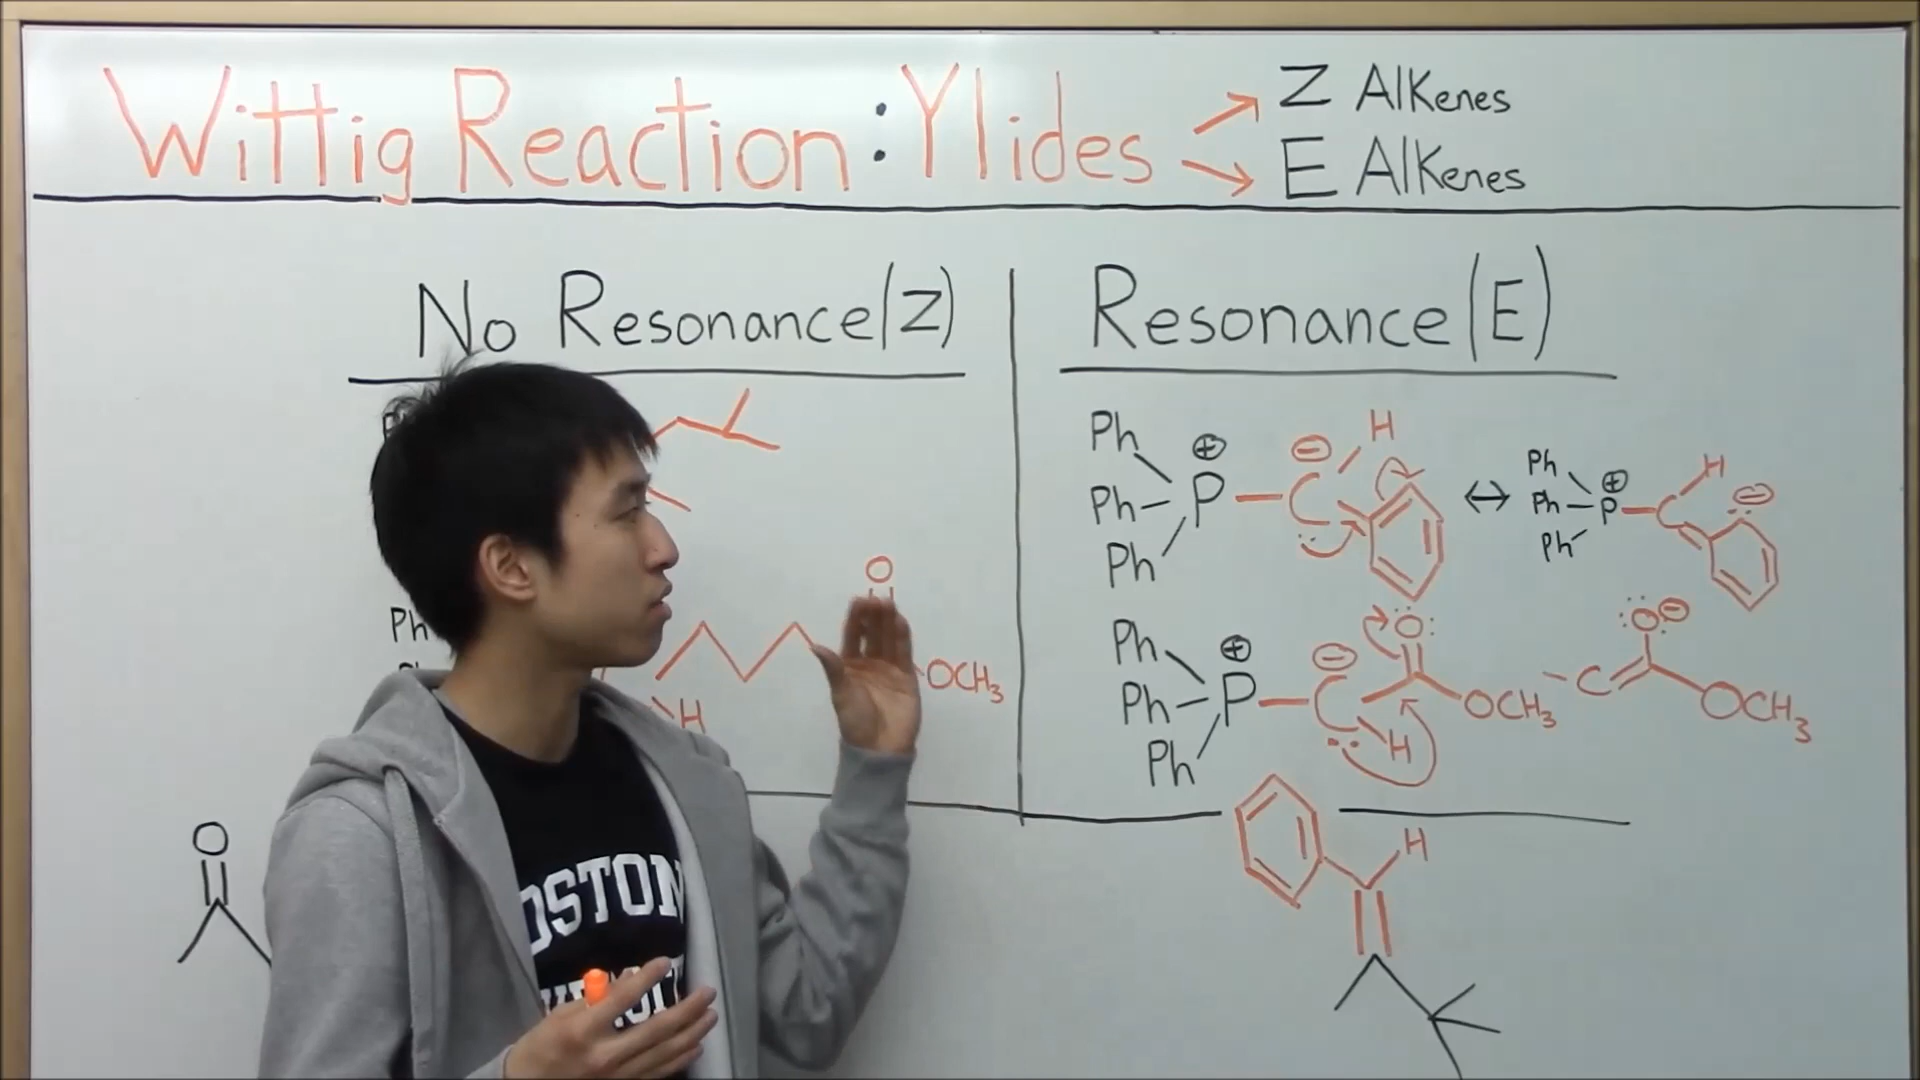 Wittig Reaction: Ylides
Z Alkenes
E Alkenes
No Resonance (Z)
Resonance (E)
O
Ph
H
OCH3
Ph
Ph
Ph
P
⊕
⊖
C
H
↔
Ph
Ph
Ph
P
⊕
C
H
⊖
Ph
Ph
Ph
P
⊕
⊖
C
H
O
OCH3
C
O
⊖
OCH3
O
H